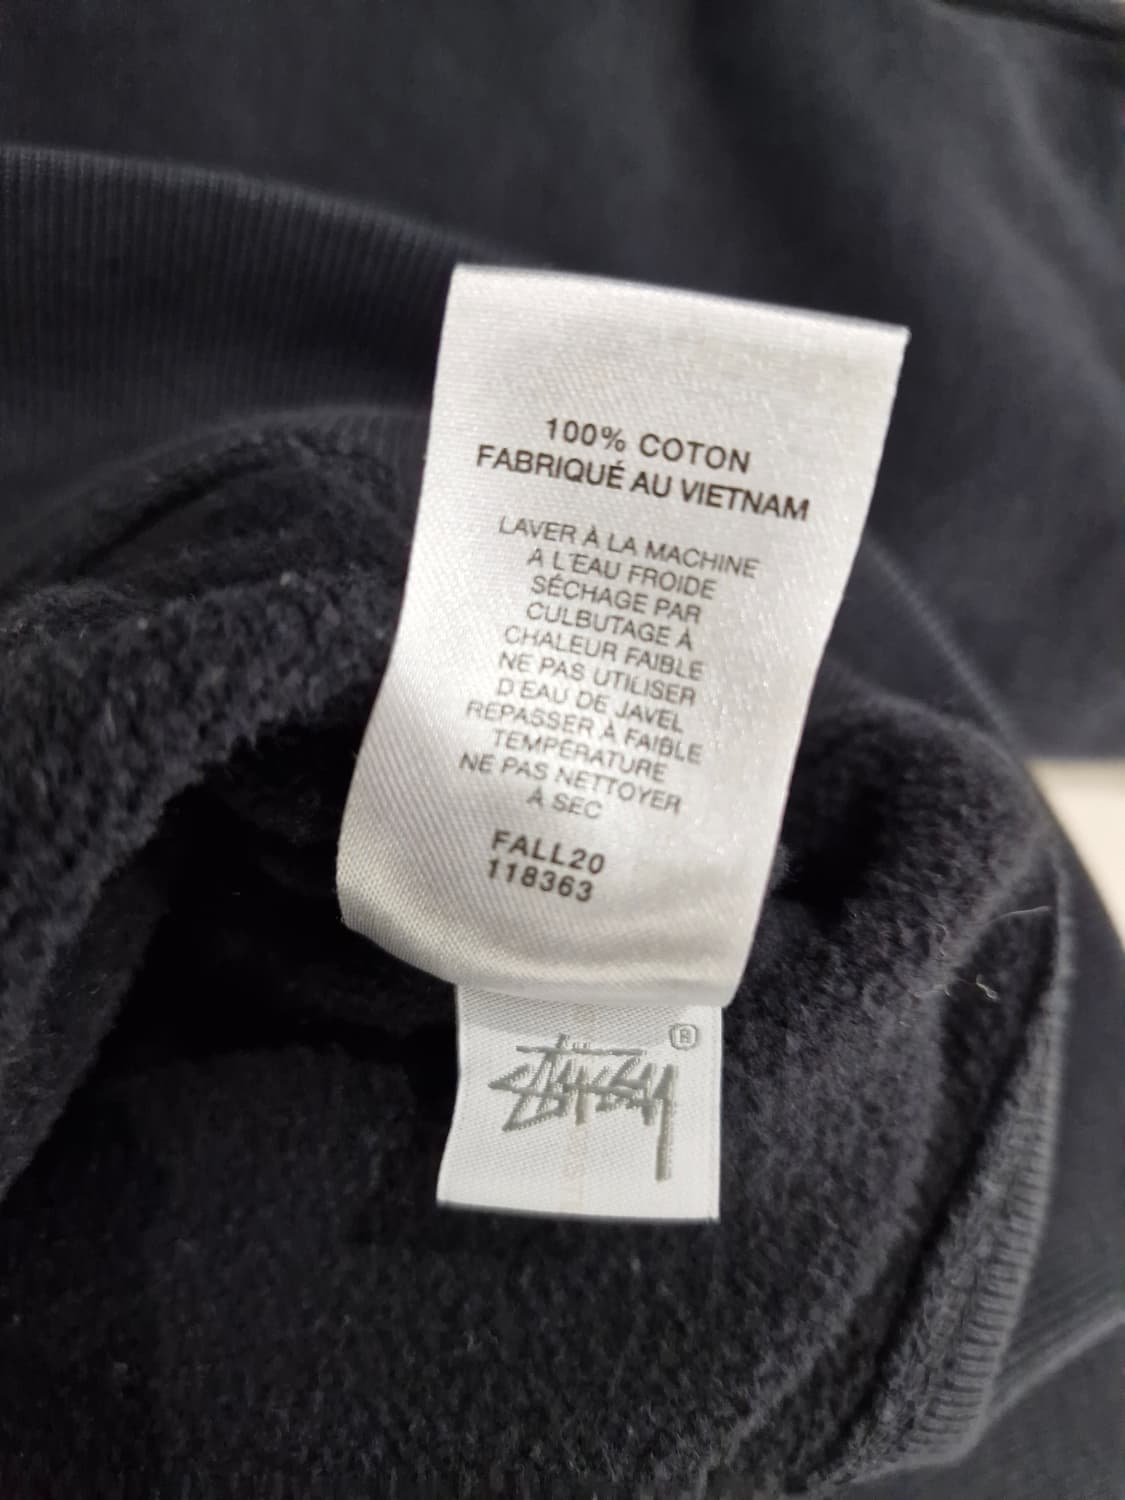 100% COTON
FABRIQUÉ AU VIETNAM
LAVER À LA MACHINE
A L'EAU FROIDE
SÉCHAGE PAR
CULBUTAGE À
CHALEUR FAIBLE
NE PAS UTILISER
D'EAU DE JAVEL
REPASSER À FAIBLE
TEMPÉRATURE
NE PAS NETTOYER
À SEC
FALL20
118363
STÜSSY ®